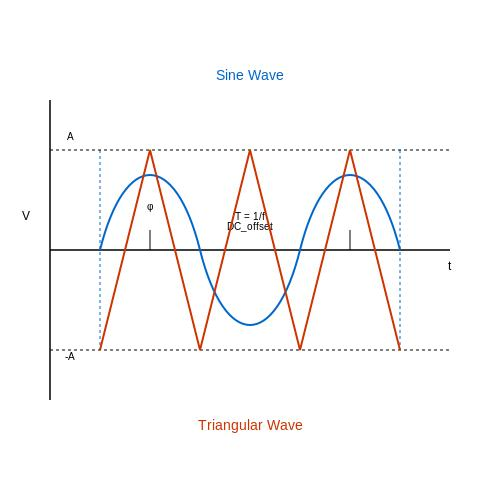 Sine Wave
A
φ
V
T = 1/f
DC_offset
t
-A
Triangular Wave